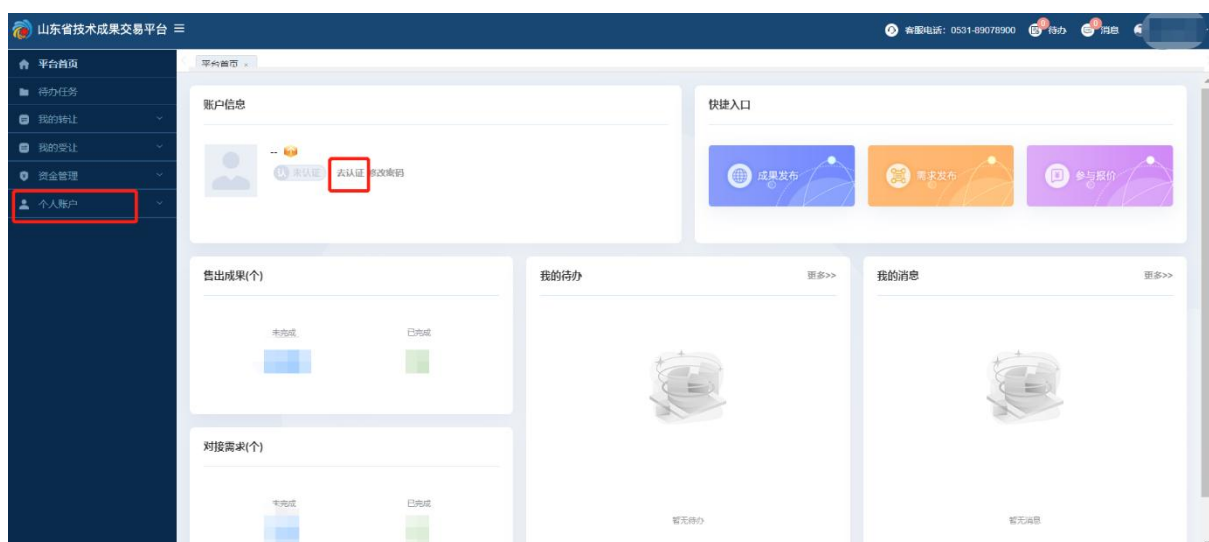 山东省技术成果交易平台
客服电话：0531-89078900
0
待办
0
消息
平台首页
待办任务
我的转让
我的受让
资金管理
个人账户
平台首页 ×
账户信息
--
未认证
去认证
修改密码
快捷入口
成果发布
需求发布
参与报价
售出成果(个)
未完成
已完成
我的待办
更多>>
暂无待办
我的消息
更多>>
暂无消息
对接需求(个)
未完成
已完成